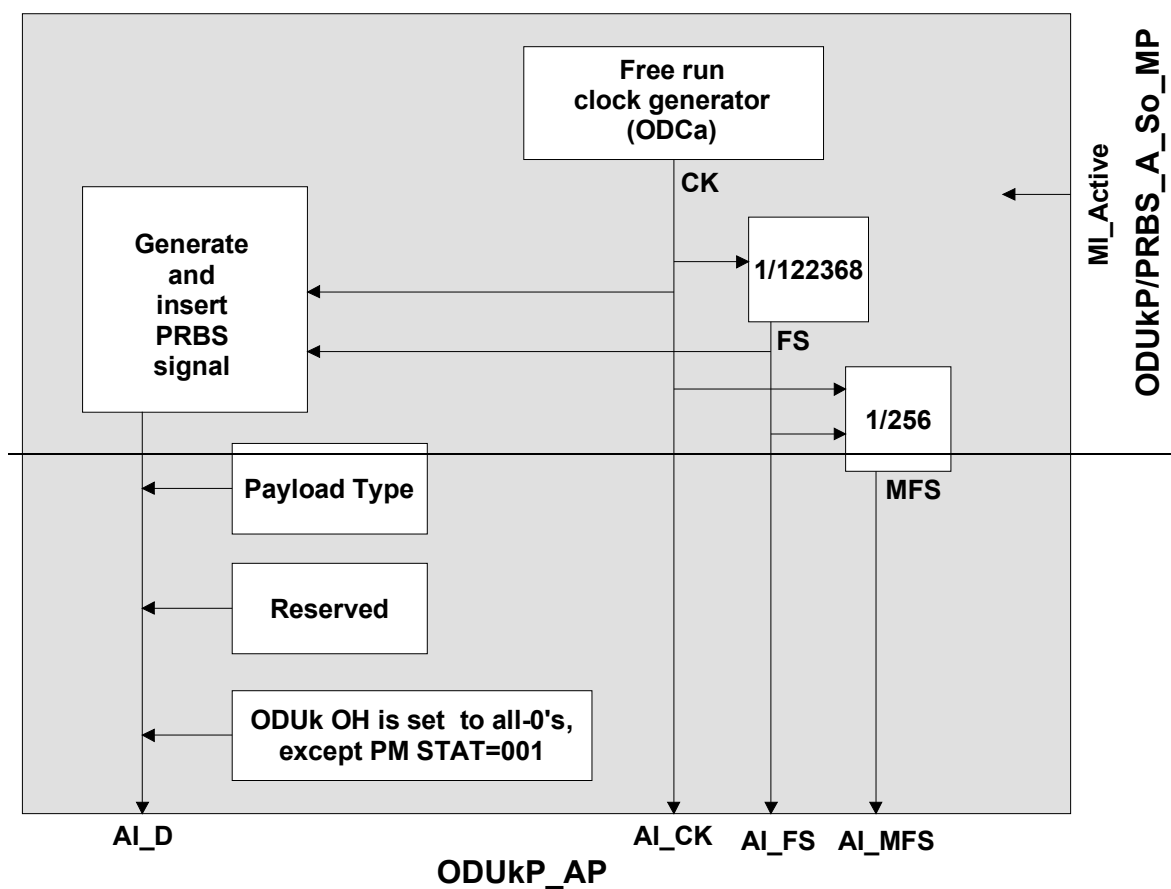 Free run
clock generator
(ODCa)
CK
Generate
and
insert
PRBS
signal
1/122368
FS
1/256
MFS
Payload Type
Reserved
ODUk OH is set to all-0's,
except PM STAT=001
MI_Active
ODUkP/PRBS_A_So_MP
AI_D
AI_CK
AI_FS
AI_MFS
ODUkP_AP